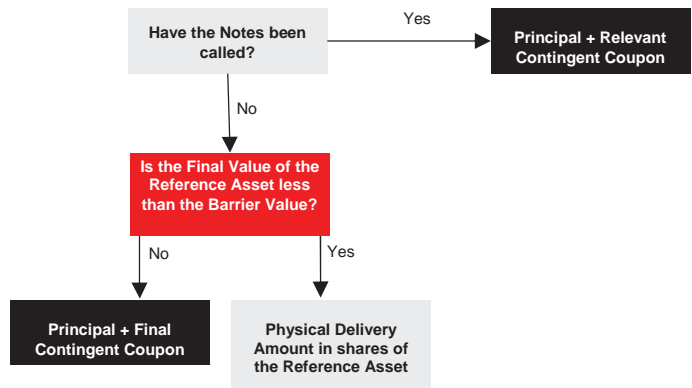 Have the Notes been
called?
Yes
Principal + Relevant
Contingent Coupon
No
Is the Final Value of the
Reference Asset less
than the Barrier Value?
No
Yes
Principal + Final
Contingent Coupon
Physical Delivery
Amount in shares of
the Reference Asset